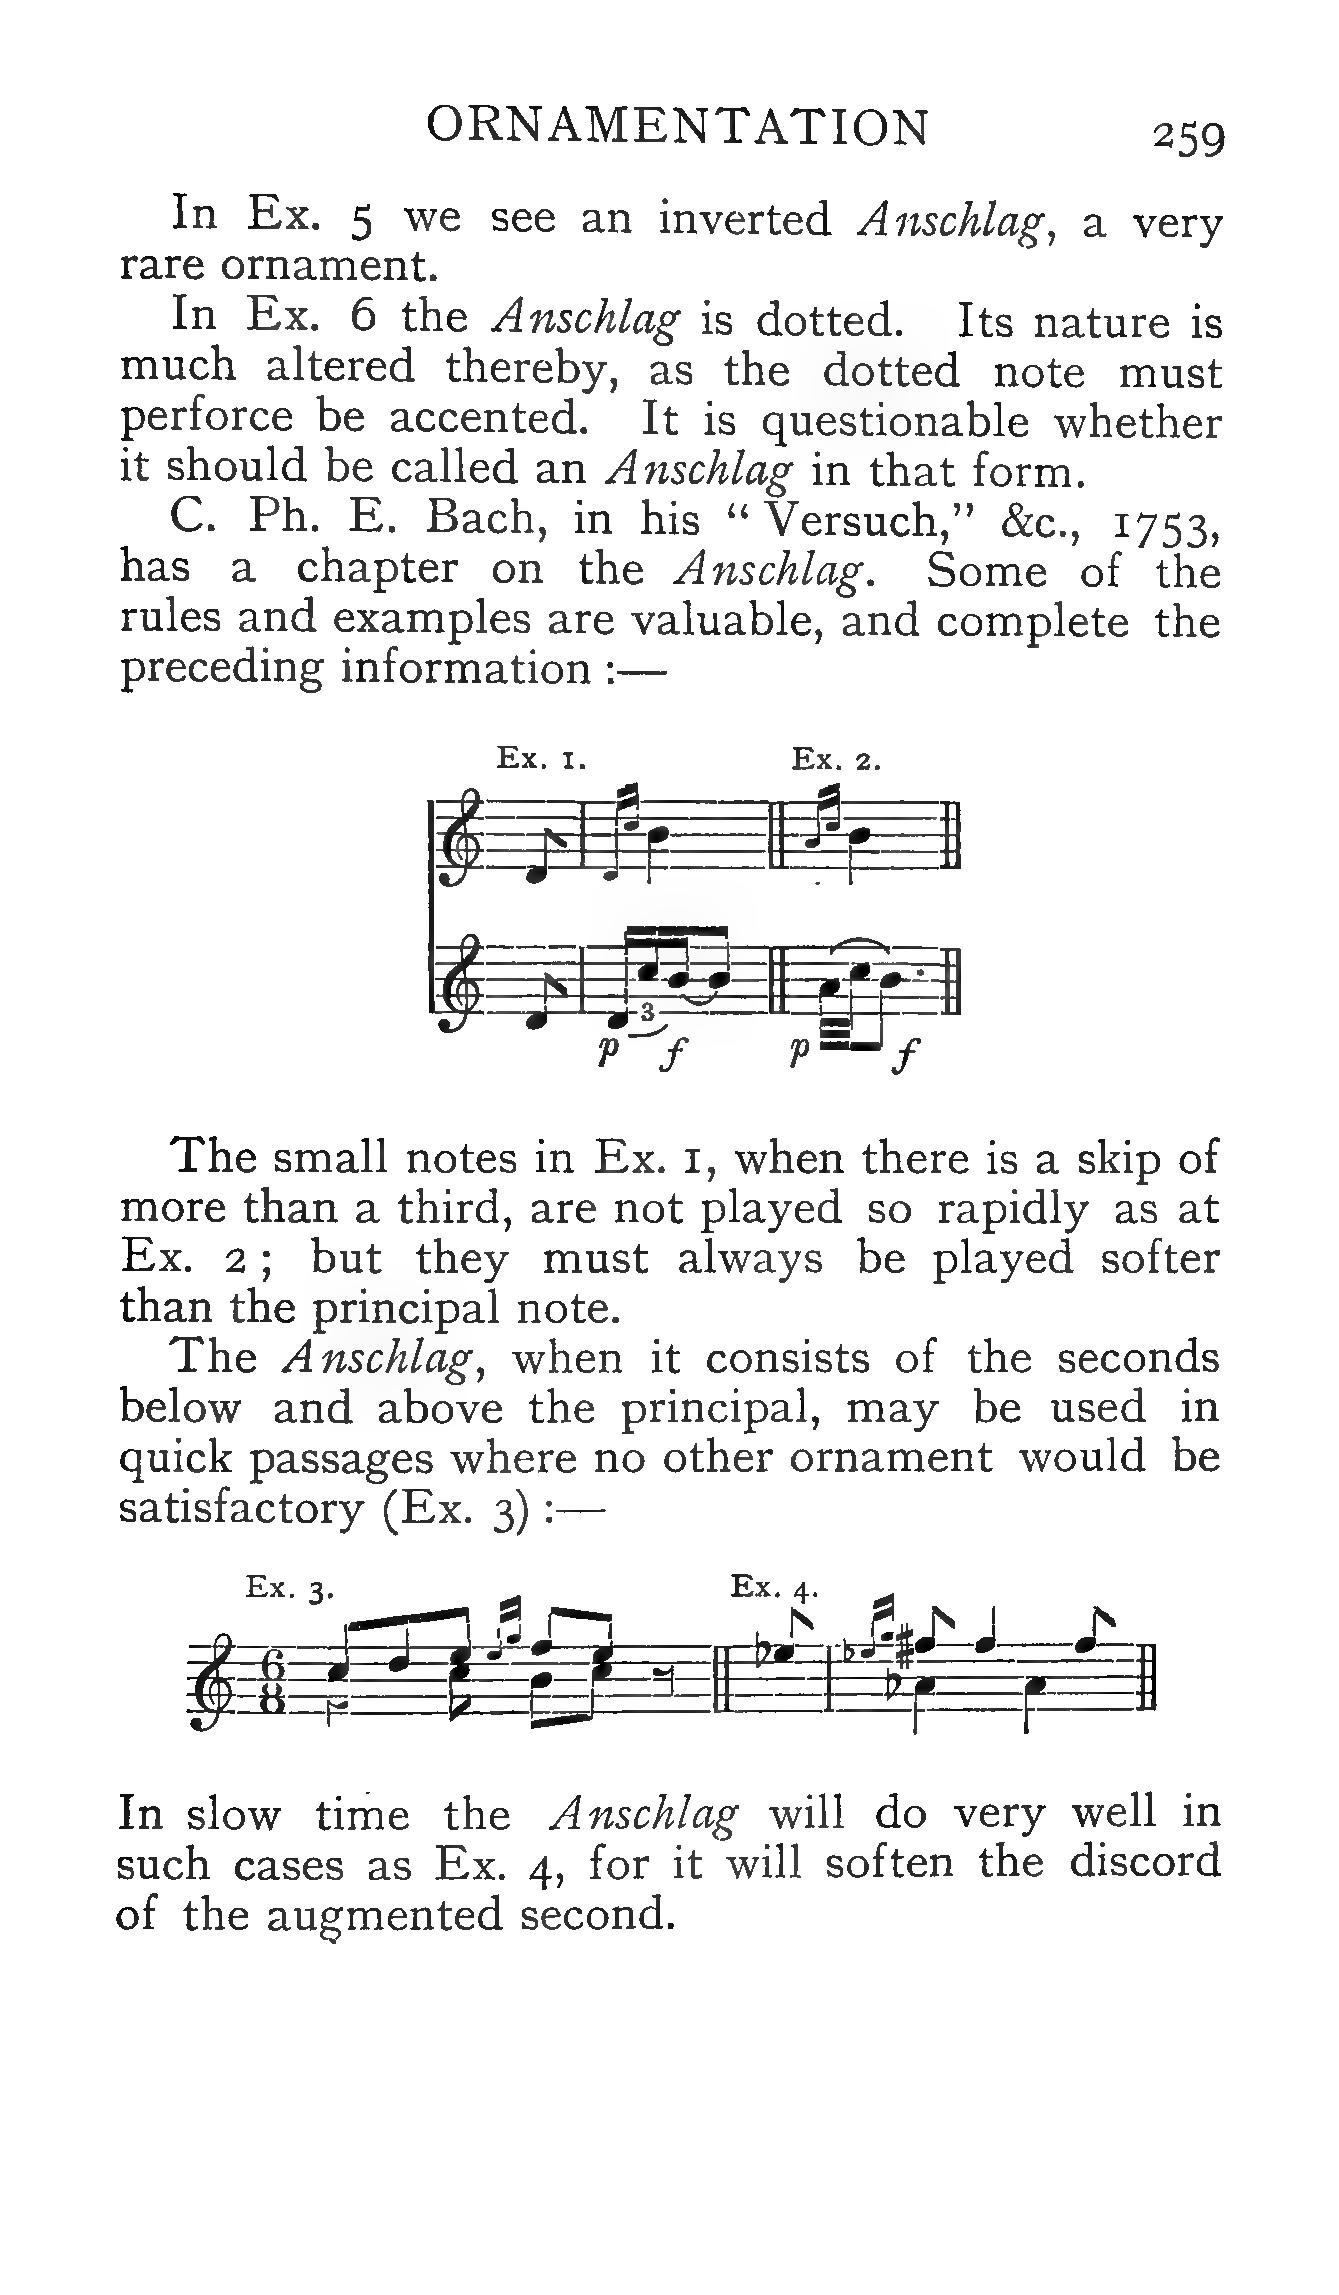 ORNAMENTATION 259
In Ex. 5 we see an inverted Anschlag, a very
rare ornament.
In Ex. 6 the Anschlag is dotted. Its nature is
much altered thereby, as the dotted note must
perforce be accented. It is questionable whether
it should be called an Anschlag in that form.
C. Ph. E. Bach, in his “ Versuch,” &c., 1753,
has a chapter on the Anschlag. Some of the
rules and examples are valuable, and complete the
preceding information :—
Ex. 1. Ex. 2.
3
p f p f
The small notes in Ex. 1, when there is a skip of
more than a third, are not played so rapidly as at
Ex. 2 ; but they must always be played softer
than the principal note.
The Anschlag, when it consists of the seconds
below and above the principal, may be used in
quick passages where no other ornament would be
satisfactory (Ex. 3) :—
Ex. 3. Ex. 4.
6
8
In slow time the Anschlag will do very well in
such cases as Ex. 4, for it will soften the discord
of the augmented second.